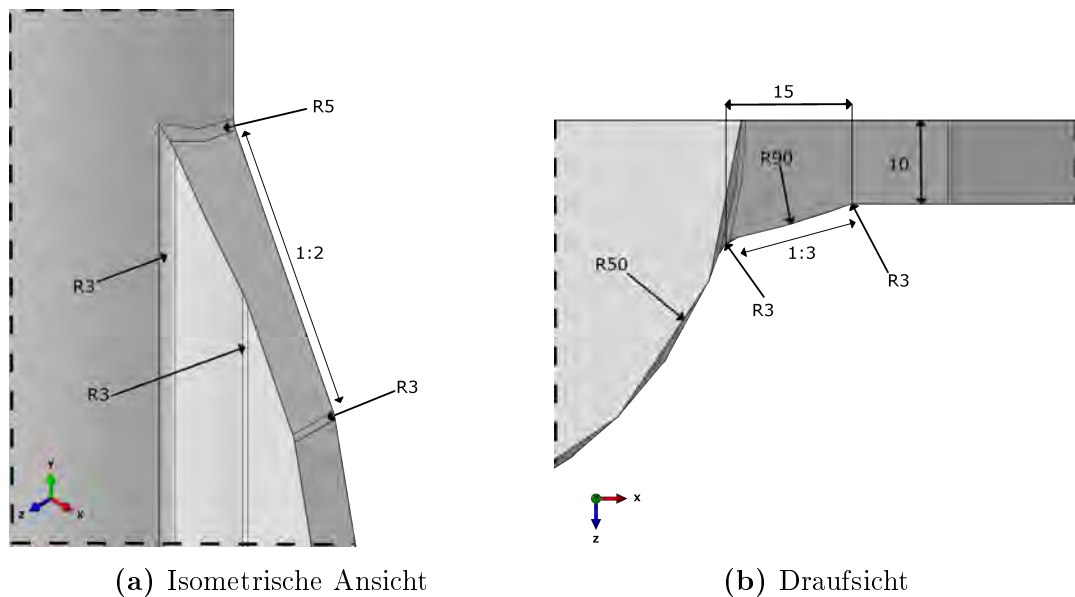 R5
1:2
R3
R3
R3
Y
Z
X
(a) Isometrische Ansicht
15
R90
10
R50
1:3
R3
R3
x
z
(b) Draufsicht